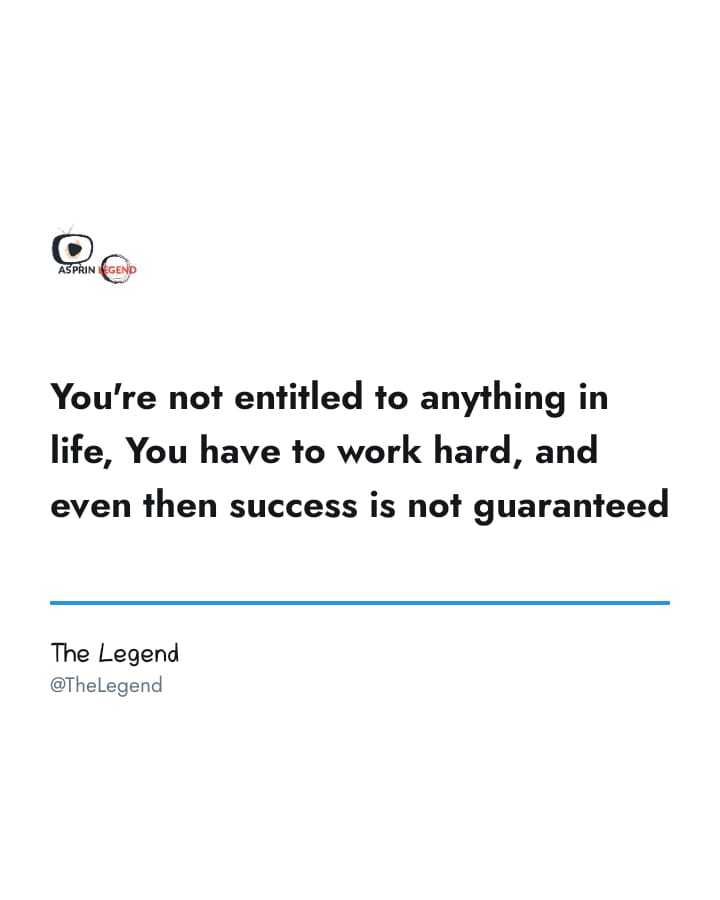 ASPRIN LEGEND
You're not entitled to anything in
life, You have to work hard, and
even then success is not guaranteed
The Legend
@TheLegend